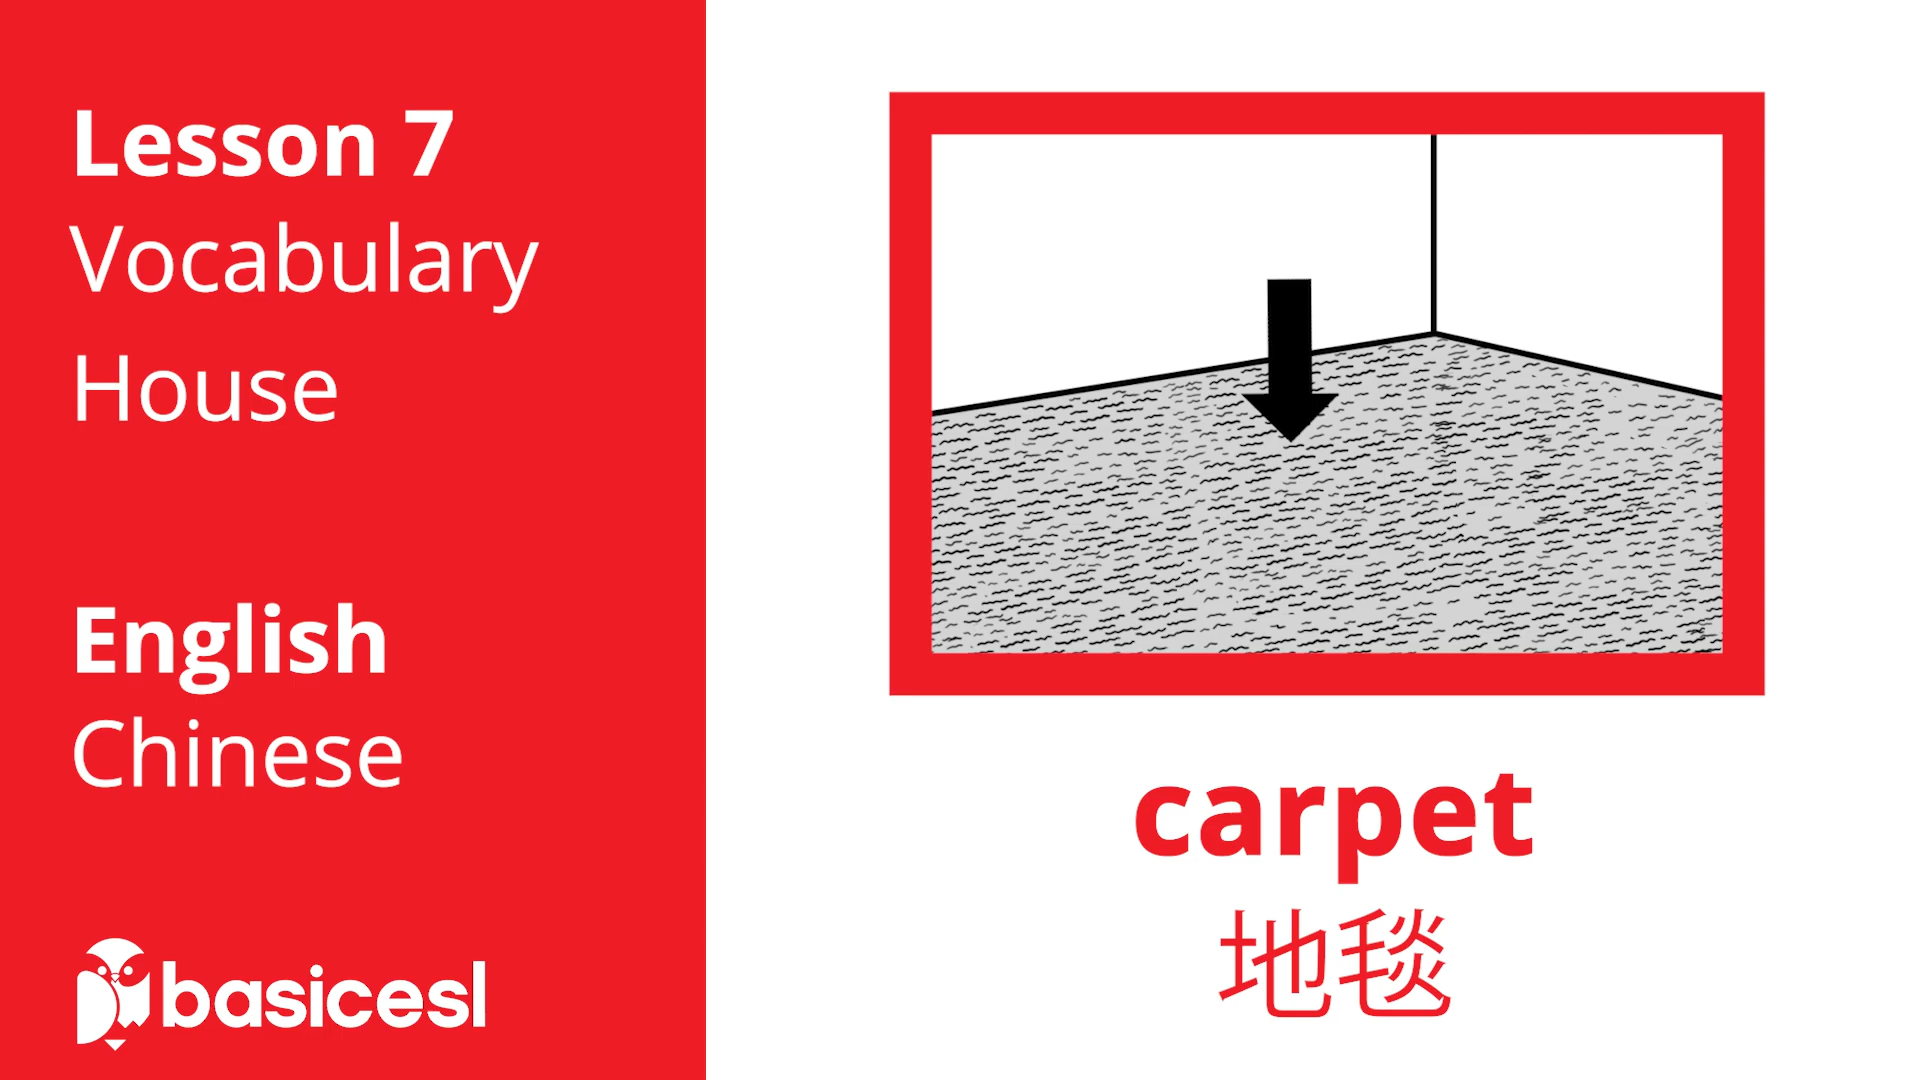 Lesson 7
Vocabulary
House
English
Chinese
basicesl
carpet
地毯